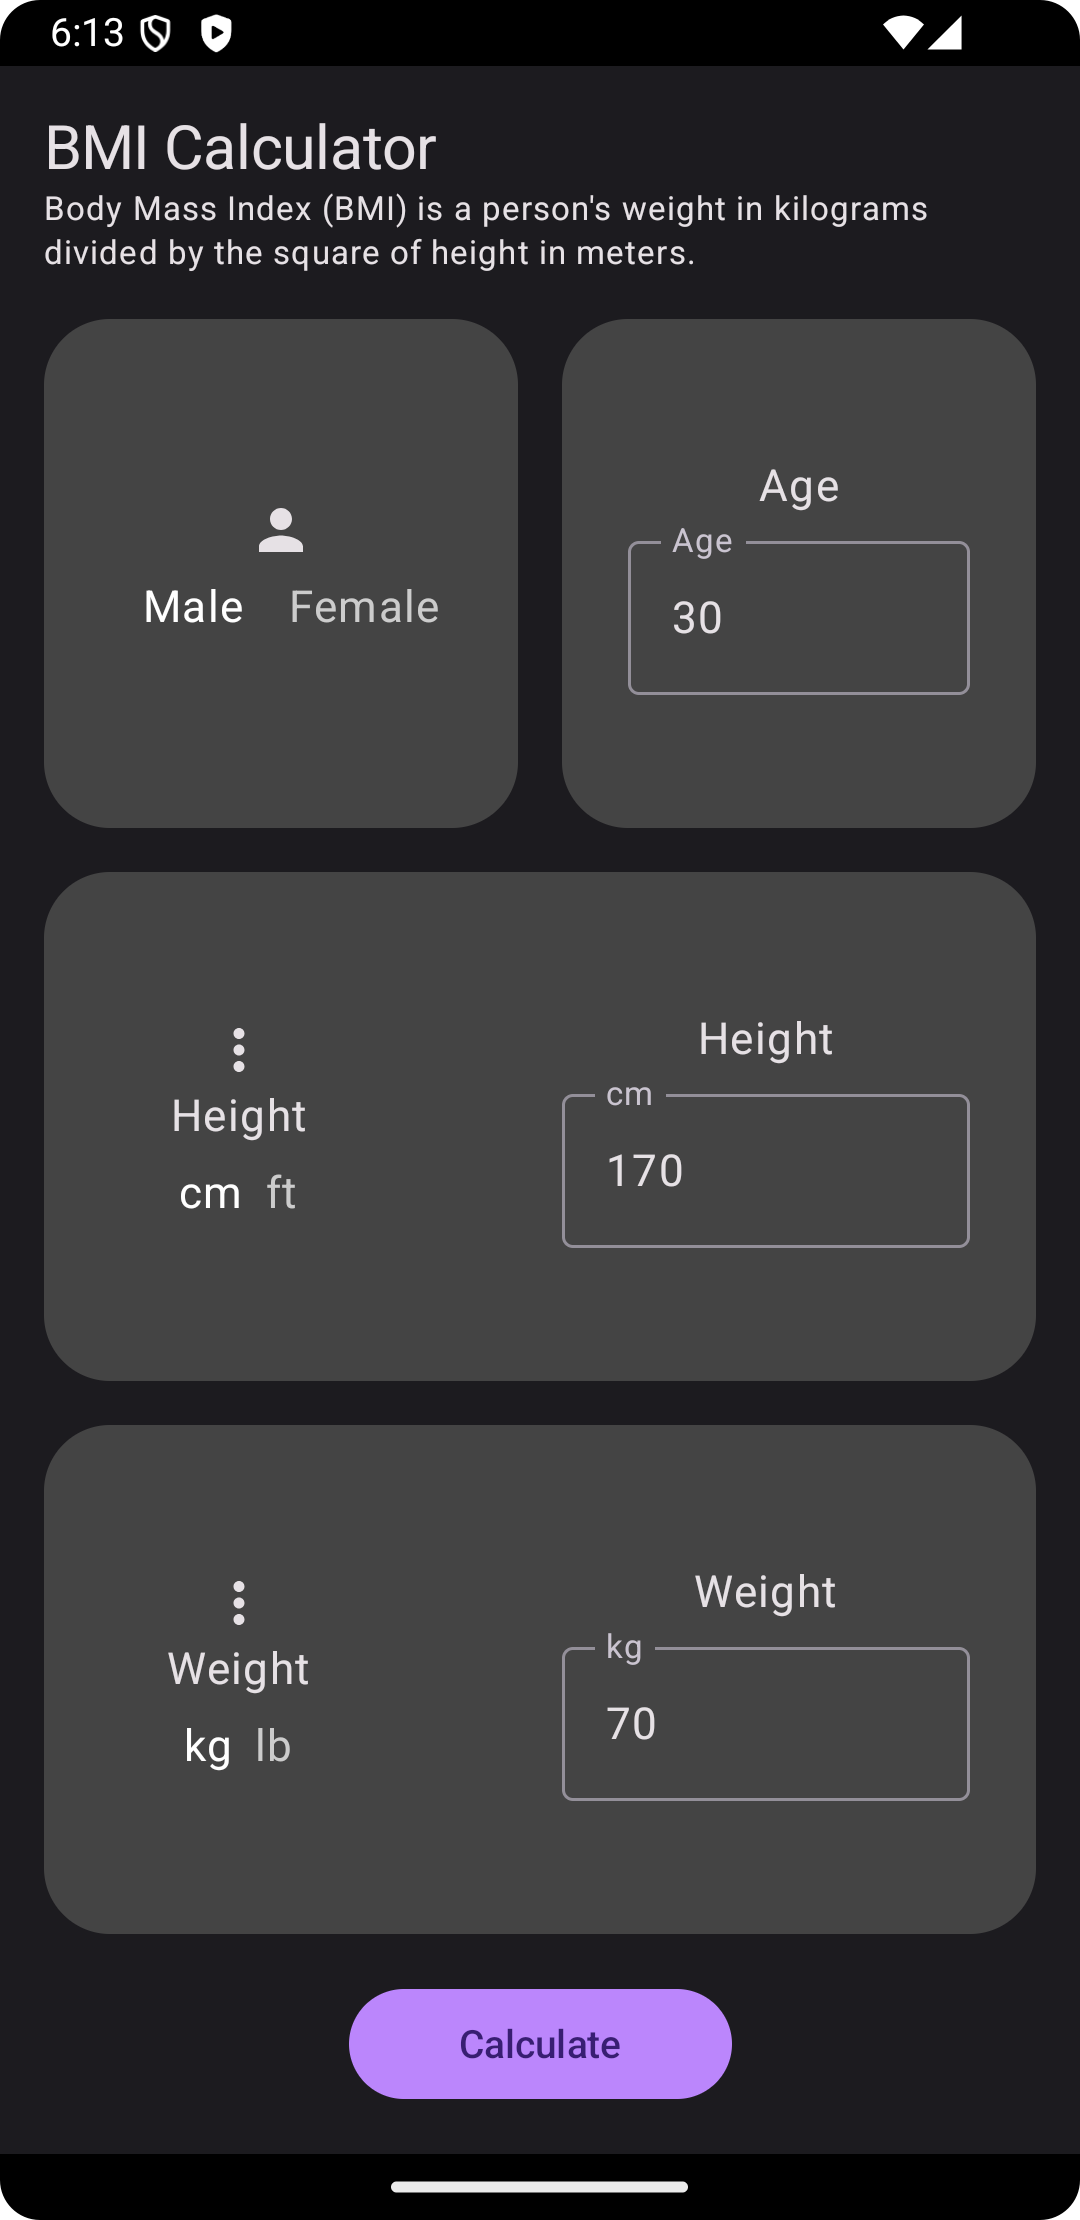 6:13
BMI Calculator
Body Mass Index (BMI) is a person's weight in kilograms
divided by the square of height in meters.
Male Female
Age
Age
30
Height
cm ft
Height
cm
170
Weight
kg lb
Weight
kg
70
Calculate